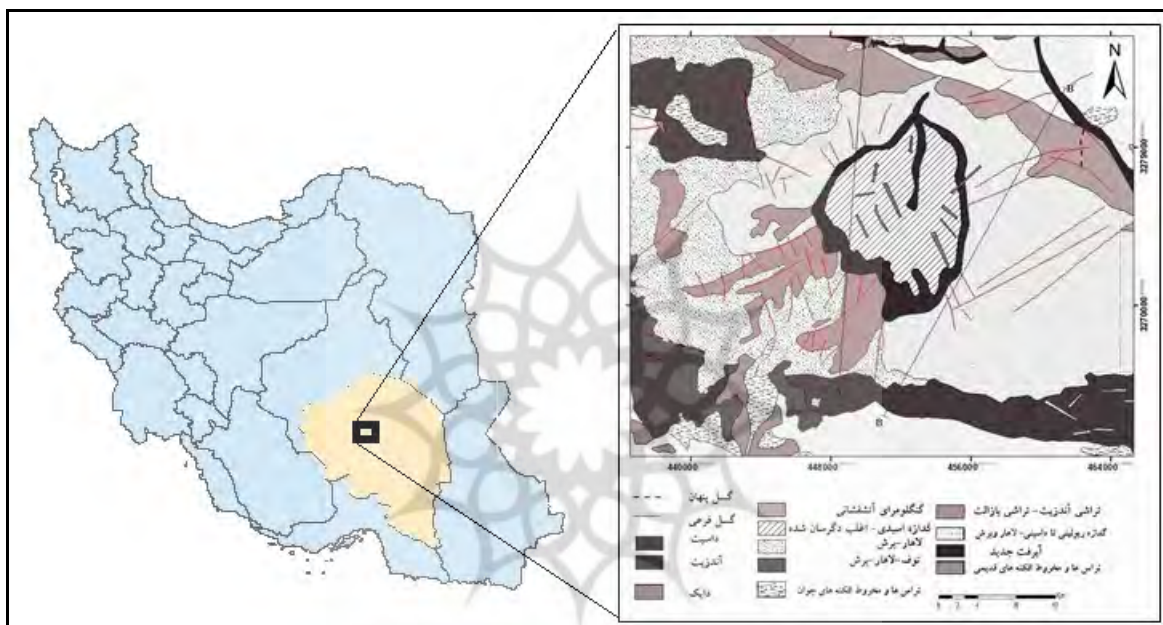 N
B
3279000
3270000
B
440000 448000 456000 464000
گسل پنهان
گسل فرعی
داسیت
آندزیت
دایک
کنگلومرای آتشفشانی
گدازه اسیدی - اغلب دگرسان شده
لاهار-برش
توف-لاهار-برش
تراس ها و مخروط افکنه های جوان
تراشی آندزیت - تراشی بازالت
گدازه ریولیتی تا داسیتی- لاهار وبرش
آبرفت جدید
تراس ها و مخروط افکنه های قدیمی